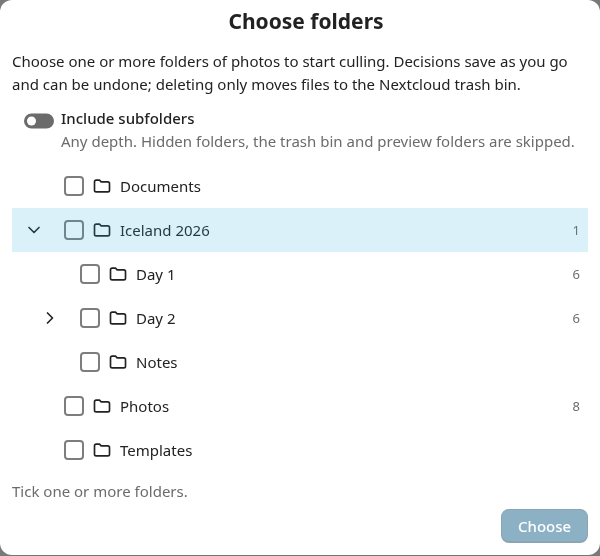 Choose folders
Choose one or more folders of photos to start culling. Decisions save as you go
and can be undone; deleting only moves files to the Nextcloud trash bin.
Include subfolders
Any depth. Hidden folders, the trash bin and preview folders are skipped.
Documents
Iceland 2026 1
Day 1 6
Day 2 6
Notes
Photos 8
Templates
Tick one or more folders.
Choose